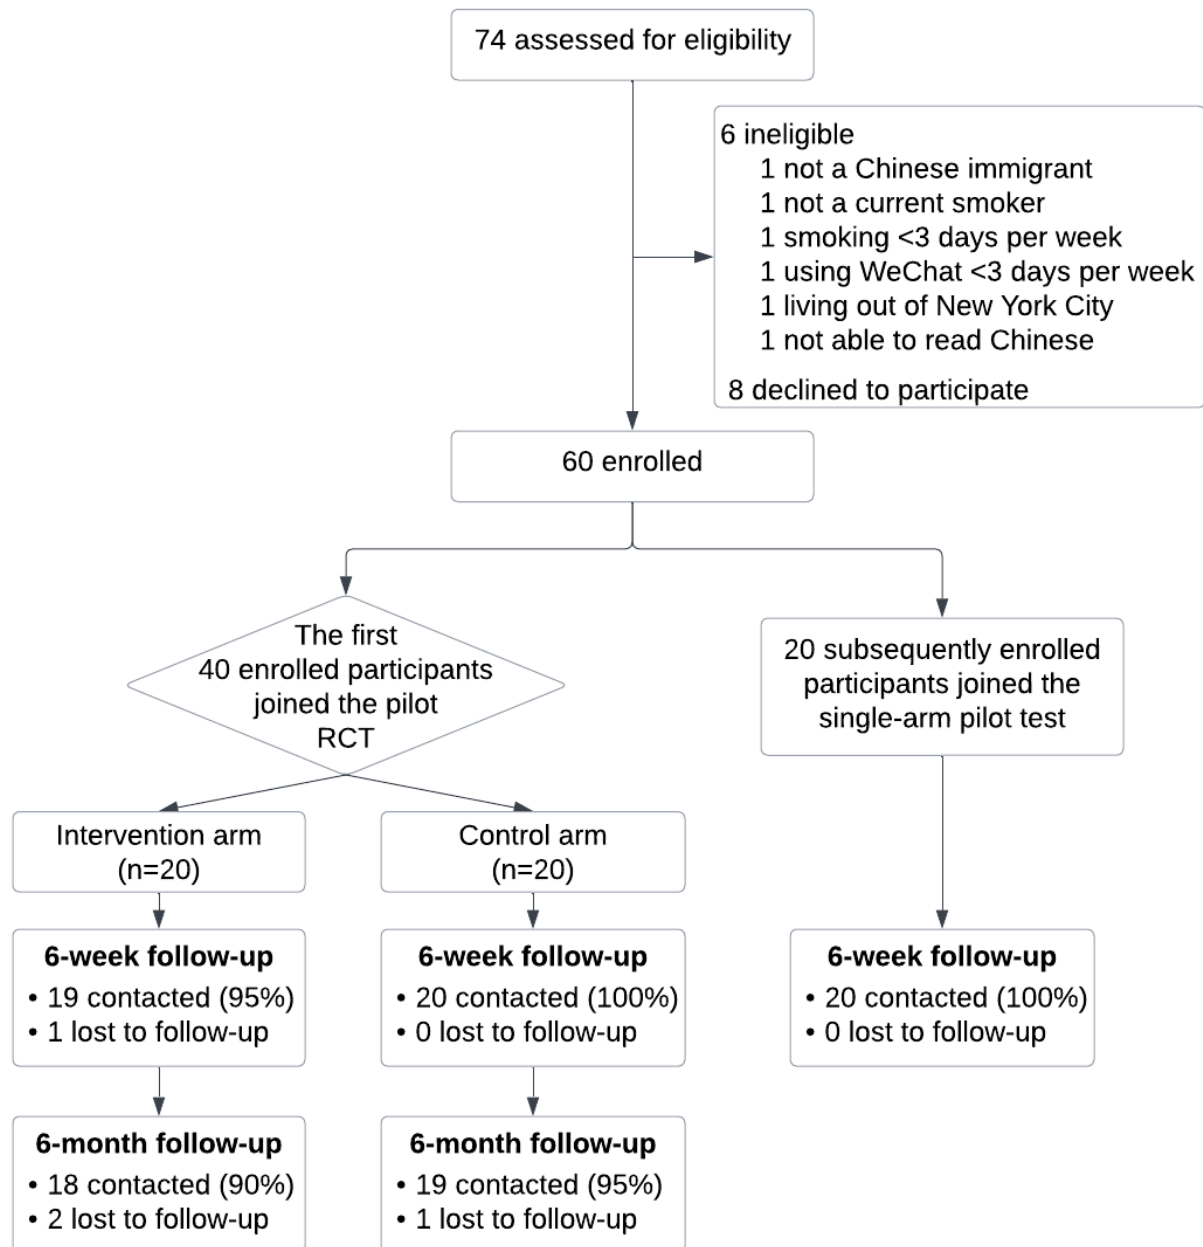 74 assessed for eligibility
6 ineligible
1 not a Chinese immigrant
1 not a current smoker
1 smoking <3 days per week
1 using WeChat <3 days per week
1 living out of New York City
1 not able to read Chinese
8 declined to participate
60 enrolled
The first
40 enrolled participants
joined the pilot
RCT
20 subsequently enrolled
participants joined the
single-arm pilot test
Intervention arm
(n=20)
Control arm
(n=20)
6-week follow-up
• 19 contacted (95%)
• 1 lost to follow-up
6-week follow-up
• 20 contacted (100%)
• 0 lost to follow-up
6-week follow-up
• 20 contacted (100%)
• 0 lost to follow-up
6-month follow-up
• 18 contacted (90%)
• 2 lost to follow-up
6-month follow-up
• 19 contacted (95%)
• 1 lost to follow-up